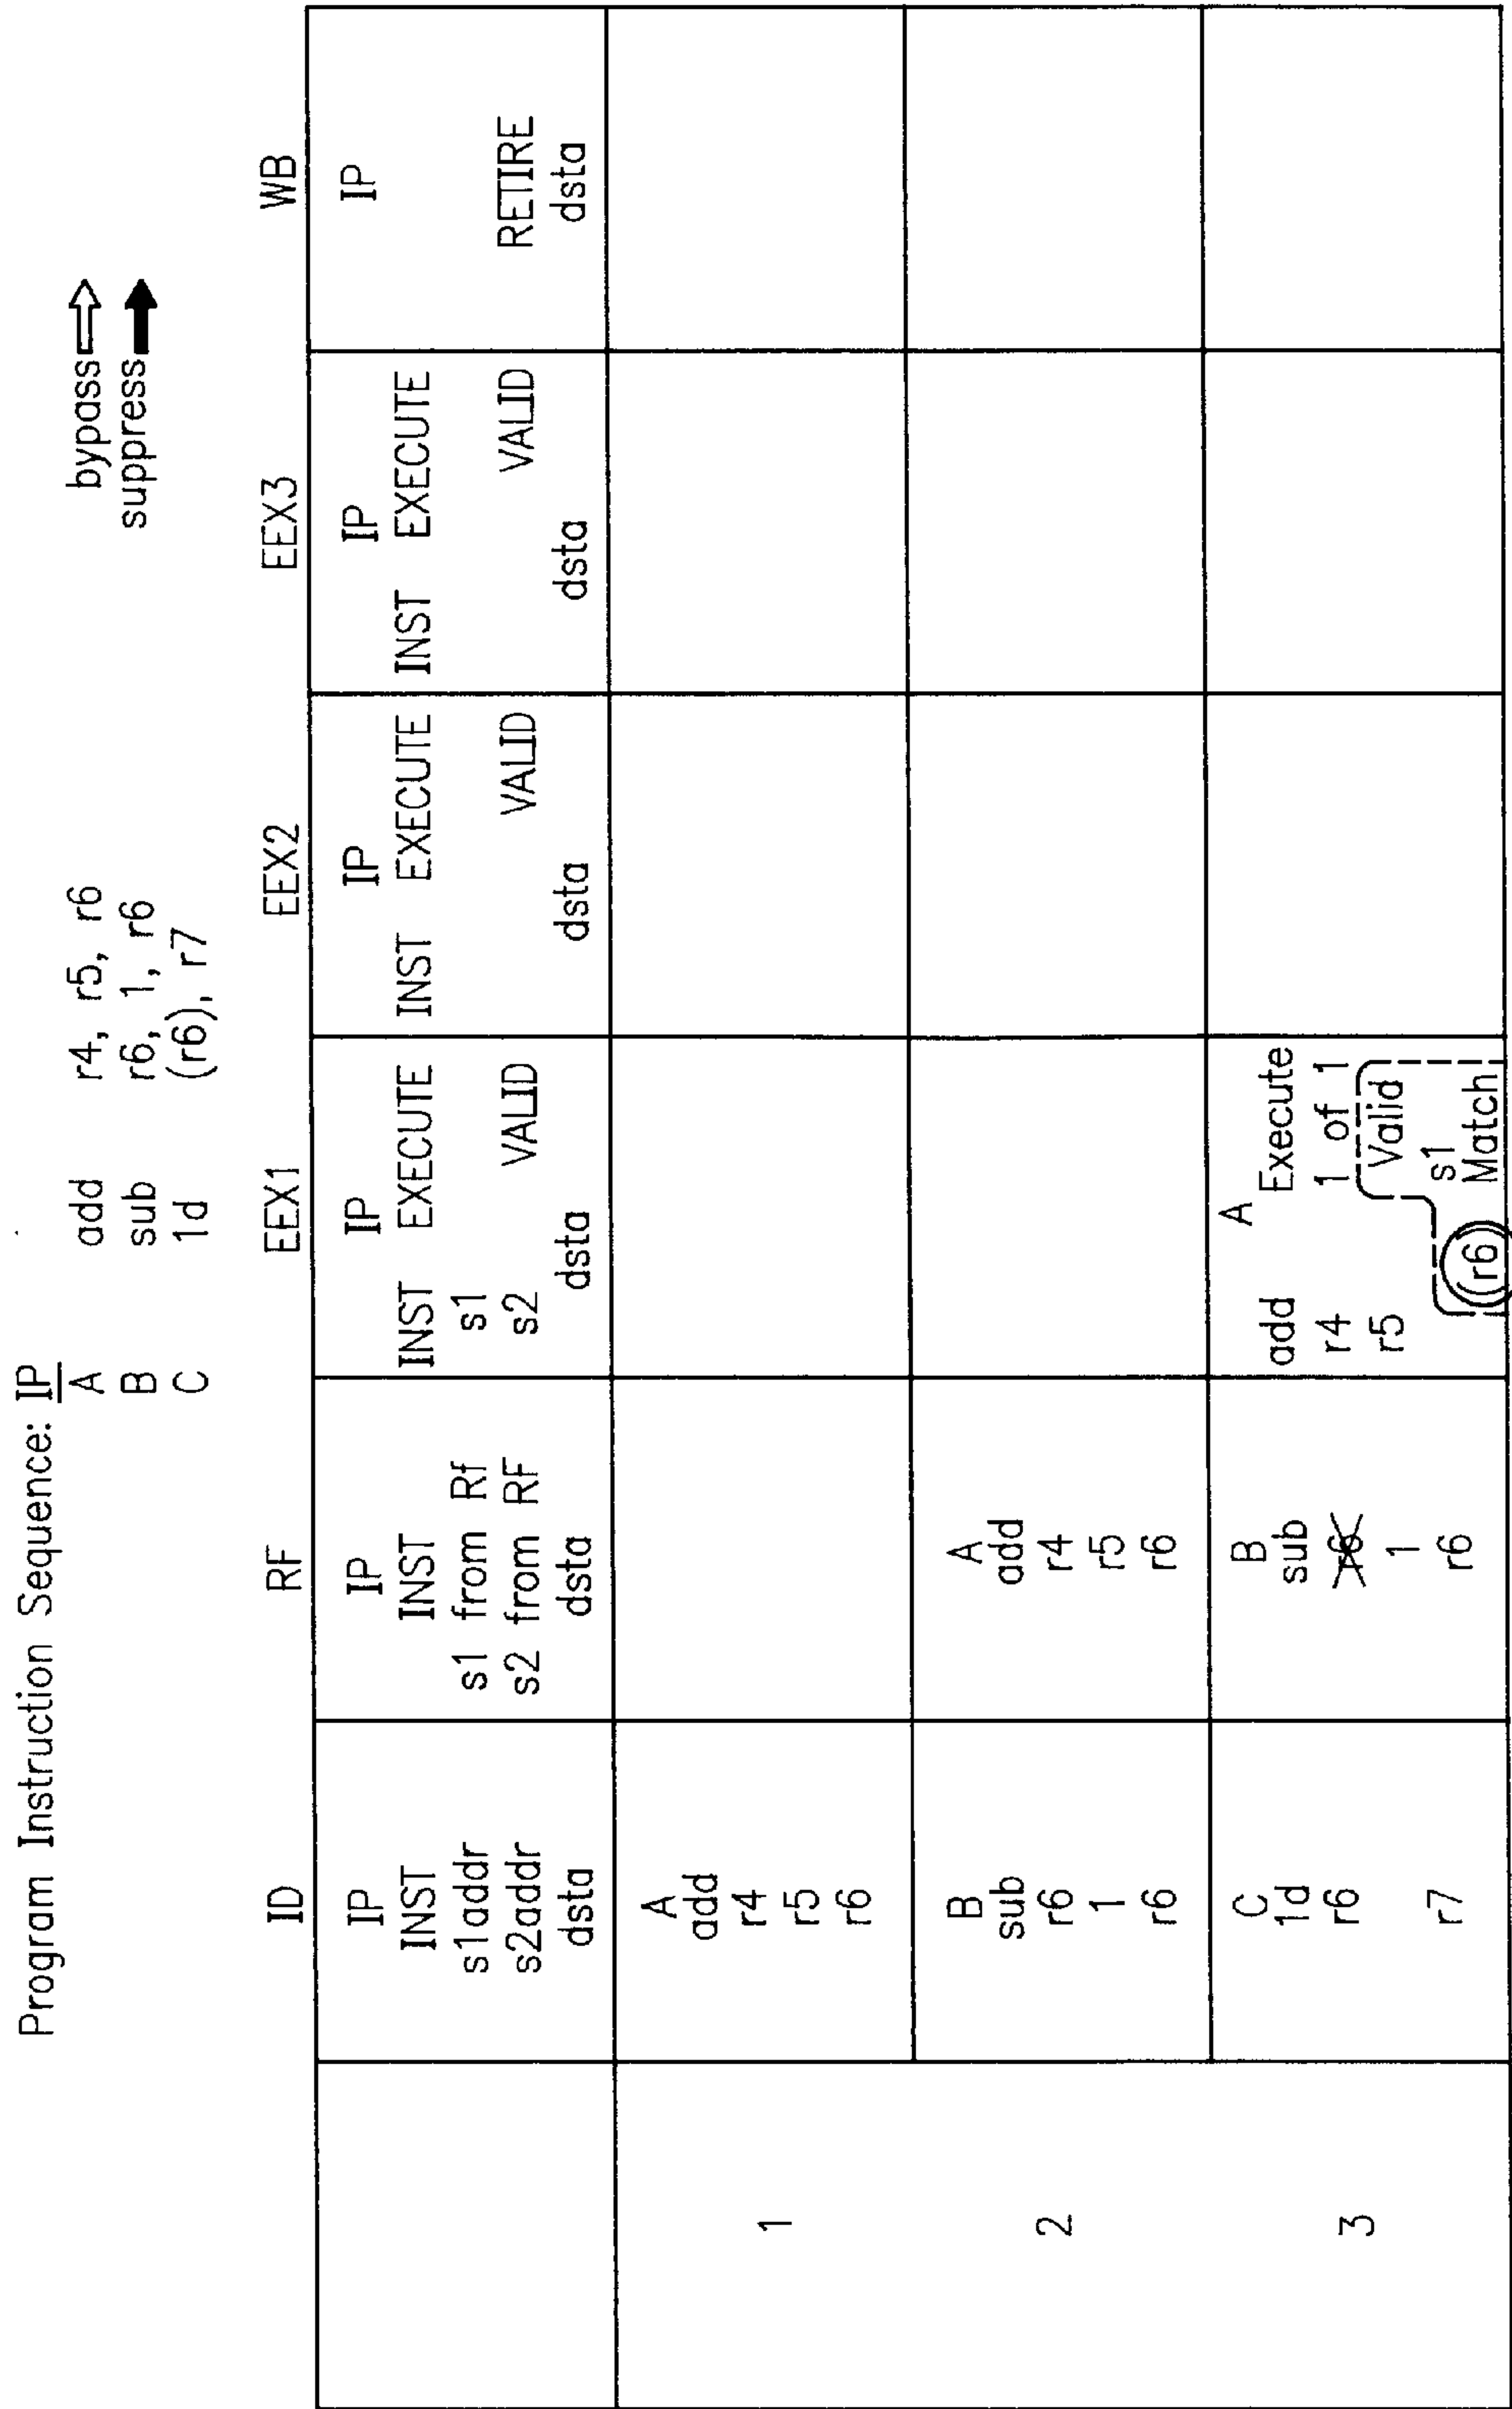 Program Instruction Sequence: IP
A add r4, r5, r6
B sub r6, 1, r6
C 1d (r6), r7
bypass
suppress
ID RF EEX1 EEX2 EEX3 WB
IP
INST
s1addr
s2addr
dsta
IP
INST
s1 from Rf
s2 from RF
dsta
IP
INST EXECUTE
s1
s2 VALID
dsta
IP
INST EXECUTE
VALID
dsta
IP
INST EXECUTE
VALID
dsta
IP
RETIRE
dsta
1
A
add
r4
r5
r6
2
B
sub
r6
1
r6
A
add
r4
r5
r6
3
C
1d
r6
r7
B
sub
r6
1
r6
A
add Execute
r4 1 of 1
r5 Valid
s1
r6 Match